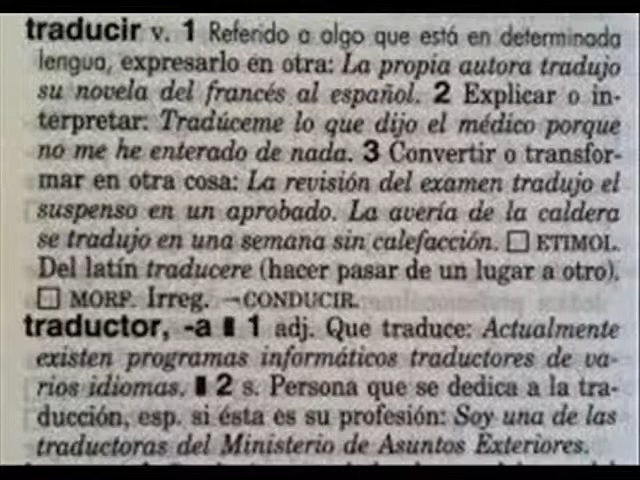 traducir v. 1 Referido a algo que está en determinada
lengua, expresarlo en otra: La propia autora tradujo
su novela del francés al español. 2 Explicar o in-
terpretar: Tradúceme lo que dijo el médico porque
no me he enterado de nada. 3 Convertir o transfor-
mar en otra cosa: La revisión del examen tradujo el
suspenso en un aprobado. La avería de la caldera
se tradujo en una semana sin calefacción. □ ETIMOL.
Del latín traducere (hacer pasar de un lugar a otro).
□ MORF. Irreg. →CONDUCIR.
traductor, -a ▮ 1 adj. Que traduce: Actualmente
existen programas informáticos traductores de va-
rios idiomas. ▮ 2 s. Persona que se dedica a la tra-
ducción, esp. si ésta es su profesión: Soy una de las
traductoras del Ministerio de Asuntos Exteriores.